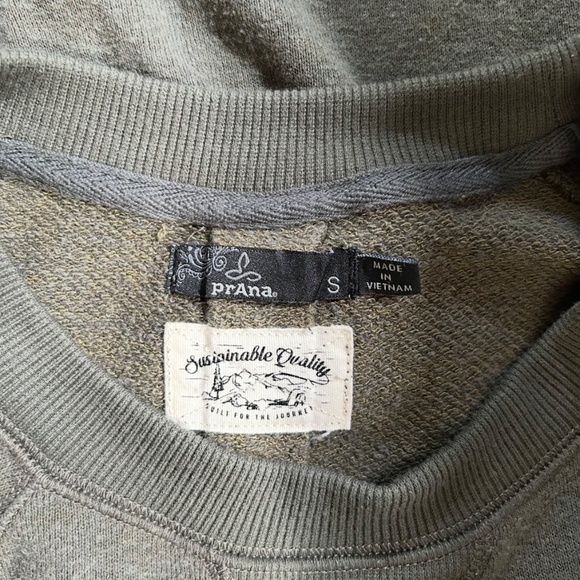 prAna®
S
MADE
IN
VIETNAM
Sustainable Quality
BUILT FOR THE JOURNEY